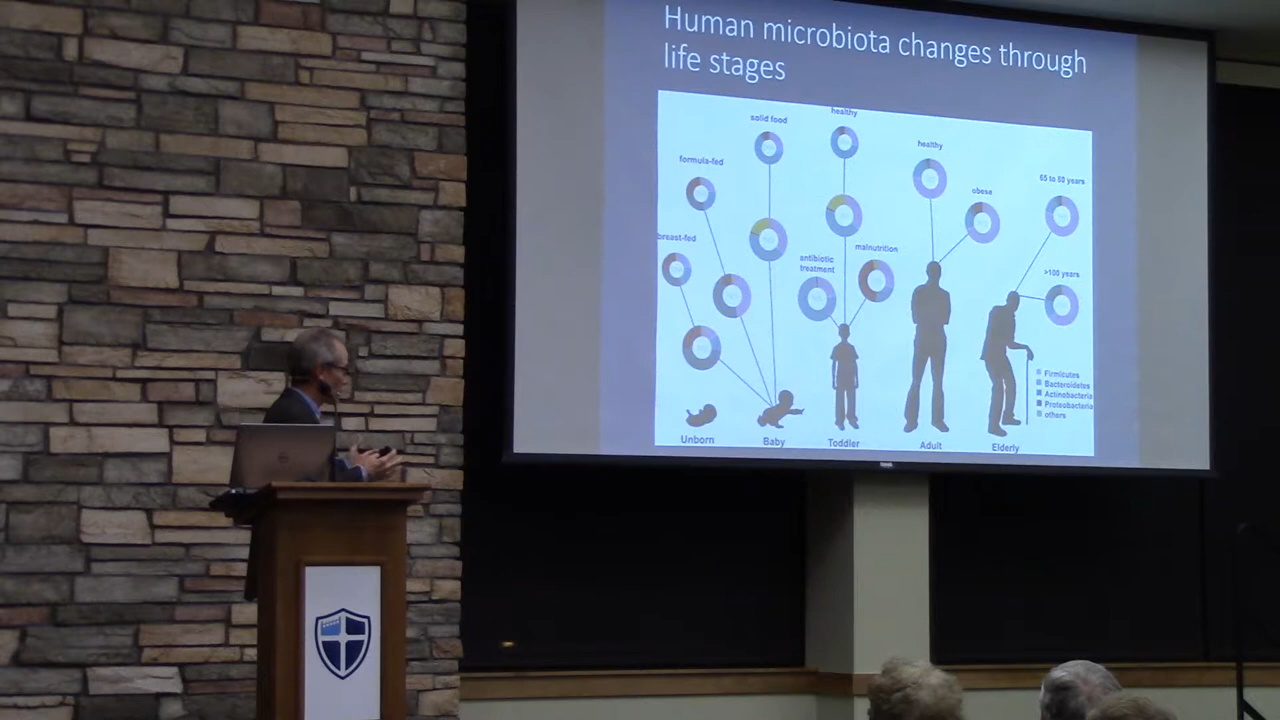 Human microbiota changes through
life stages
solid food
healthy
formula-fed
healthy
obese
65 to 80 years
breast-fed
antibiotic
treatment
malnutrition
>100 years
Firmicutes
Bacteroidetes
Actinobacteria
Proteobacteria
others
Unborn
Baby
Toddler
Adult
Elderly